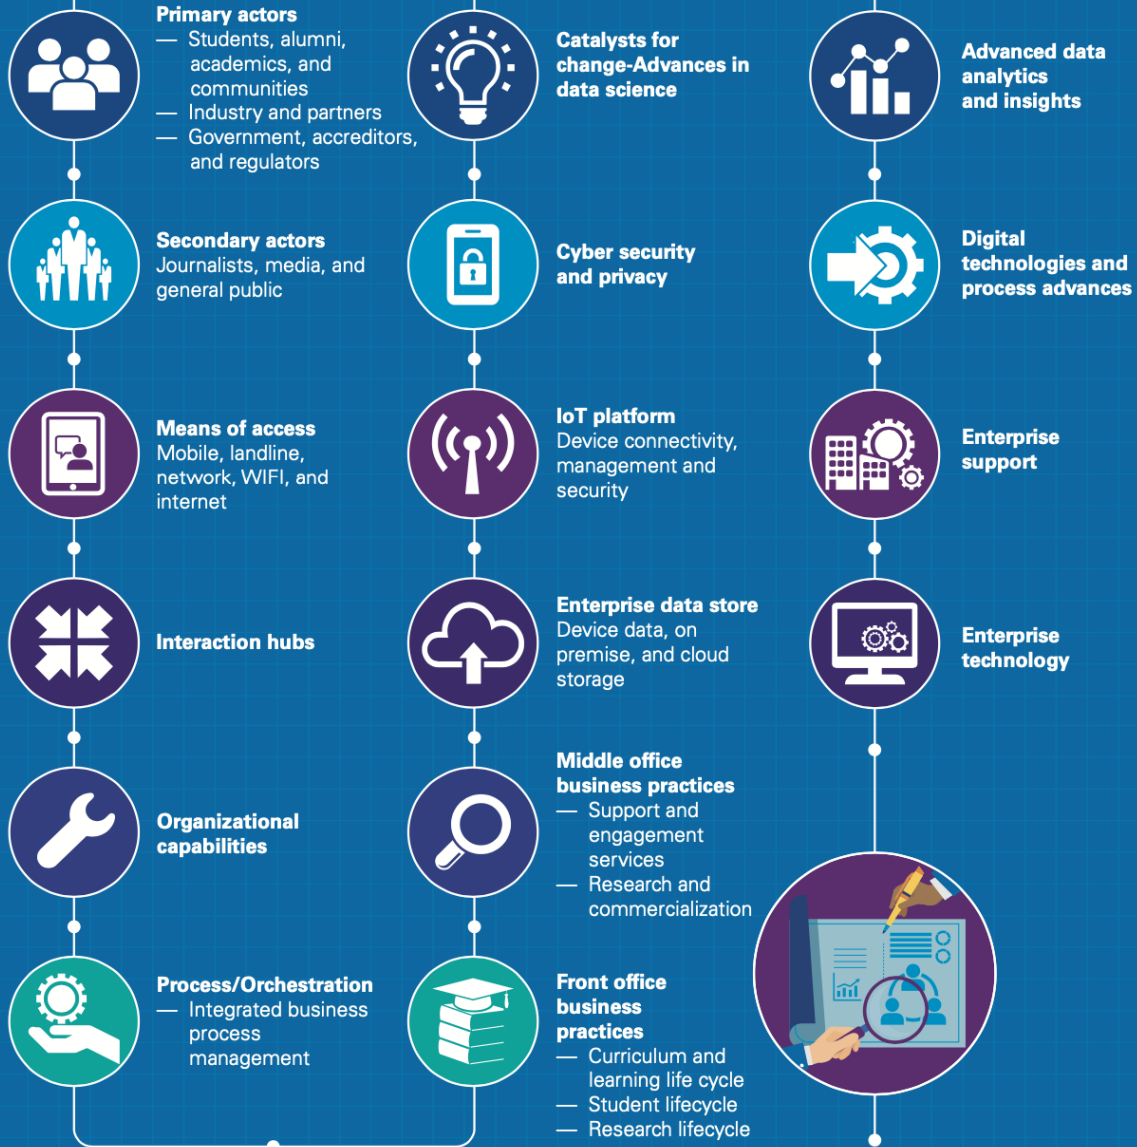 Primary actors
— Students, alumni,
academics, and
communities
— Industry and partners
— Government, accreditors,
and regulators
Secondary actors
Journalists, media, and
general public
Means of access
Mobile, landline,
network, WIFI, and
internet
Interaction hubs
Organizational
capabilities
Process/Orchestration
— Integrated business
process
management
Catalysts for
change-Advances in
data science
Cyber security
and privacy
IoT platform
Device connectivity,
management and
security
Enterprise data store
Device data, on
premise, and cloud
storage
Middle office
business practices
— Support and
engagement
services
— Research and
commercialization
Front office
business
practices
— Curriculum and
learning life cycle
— Student lifecycle
— Research lifecycle
Advanced data
analytics
and insights
Digital
technologies and
process advances
Enterprise
support
Enterprise
technology